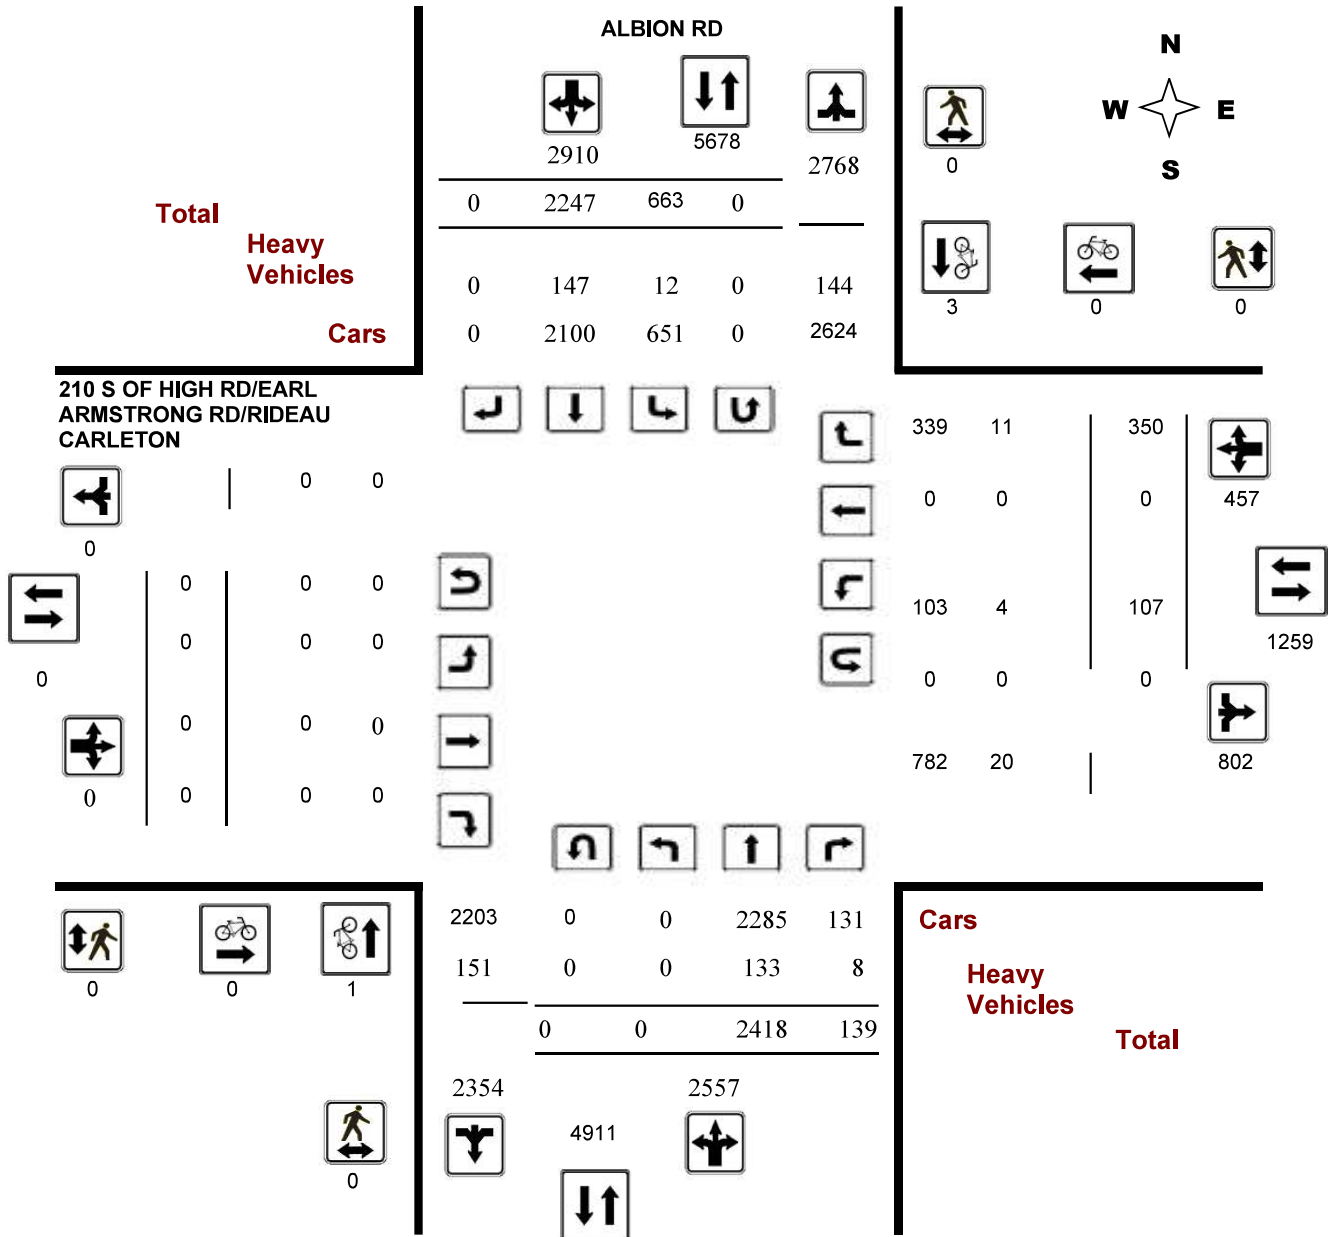 ALBION RD
N
W E
S
5678
2910
2768
0
Total
0 2247 663 0
Heavy
Vehicles
0 147 12 0 144
3 0 0
Cars
0 2100 651 0 2624
210 S OF HIGH RD/EARL
ARMSTRONG RD/RIDEAU
CARLETON
339 11 350
0 0
457
0 0 0
0
0 0 0
103 4 107
1259
0 0 0
0
0 0 0
0 0 0
802
782 20
0
0 0 0
2203 0 0 2285 131
Cars
151 0 0 133 8
Heavy
Vehicles
0 0 1
0 0 2418 139
Total
2354 2557
4911
0